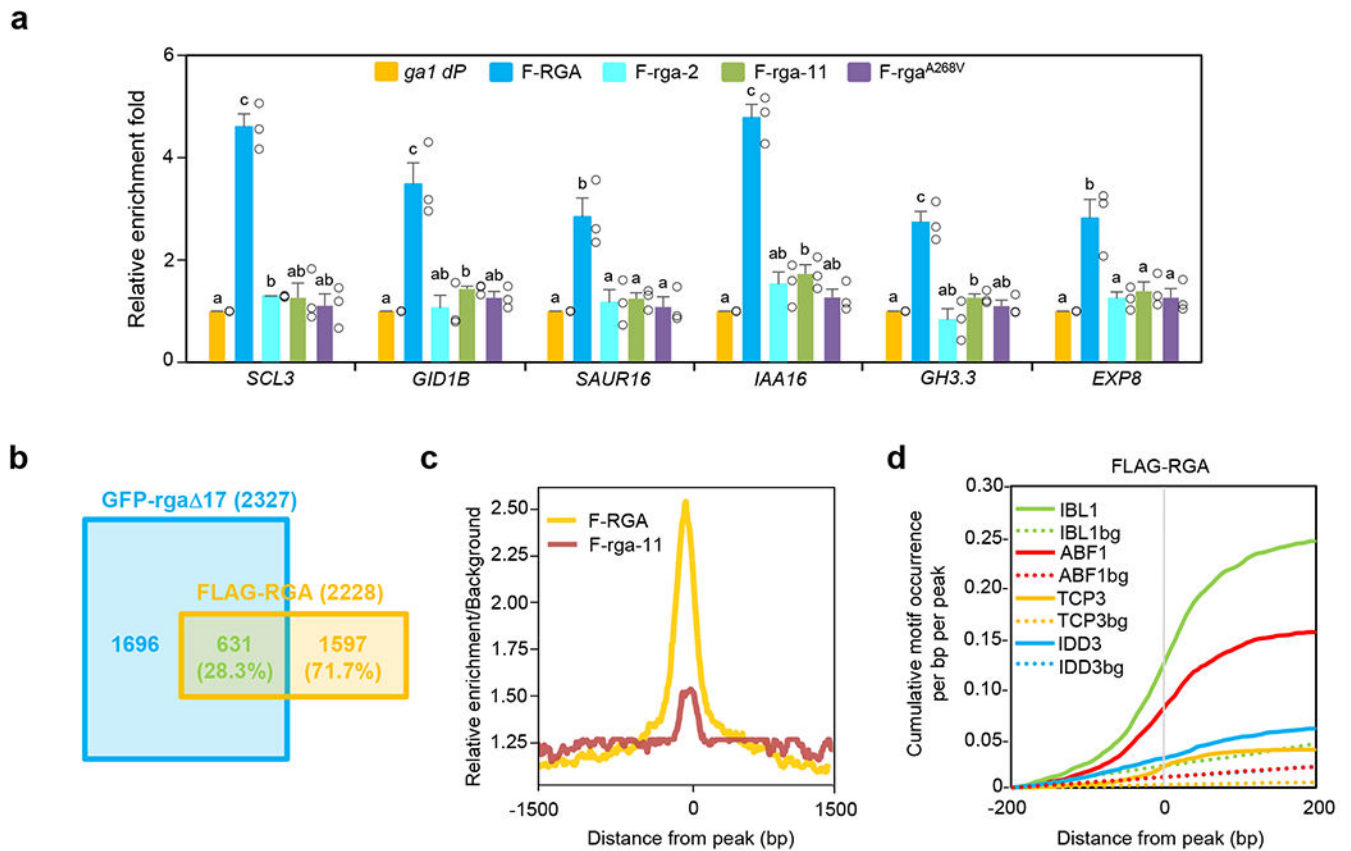 a
6
4
2
0
Relative enrichment fold
ga1 dP F-RGA F-rga-2 F-rga-11 F-rgaA268V
a c b ab ab
a c ab b ab
a b a a a
a c ab b ab
a c ab b ab
a b a a a
SCL3 GID1B SAUR16 IAA16 GH3.3 EXP8
b
GFP-rgaΔ17 (2327)
FLAG-RGA (2228)
1696 631 1597
(28.3%) (71.7%)
c
Relative enrichment/Background
2.50
2.25
2.00
1.75
1.50
1.25
F-RGA
F-rga-11
-1500 0 1500
Distance from peak (bp)
d
FLAG-RGA
Cumulative motif occurrence
per bp per peak
0.30
0.25
0.20
0.15
0.10
0.05
0
IBL1
IBL1bg
ABF1
ABF1bg
TCP3
TCP3bg
IDD3
IDD3bg
-200 0 200
Distance from peak (bp)